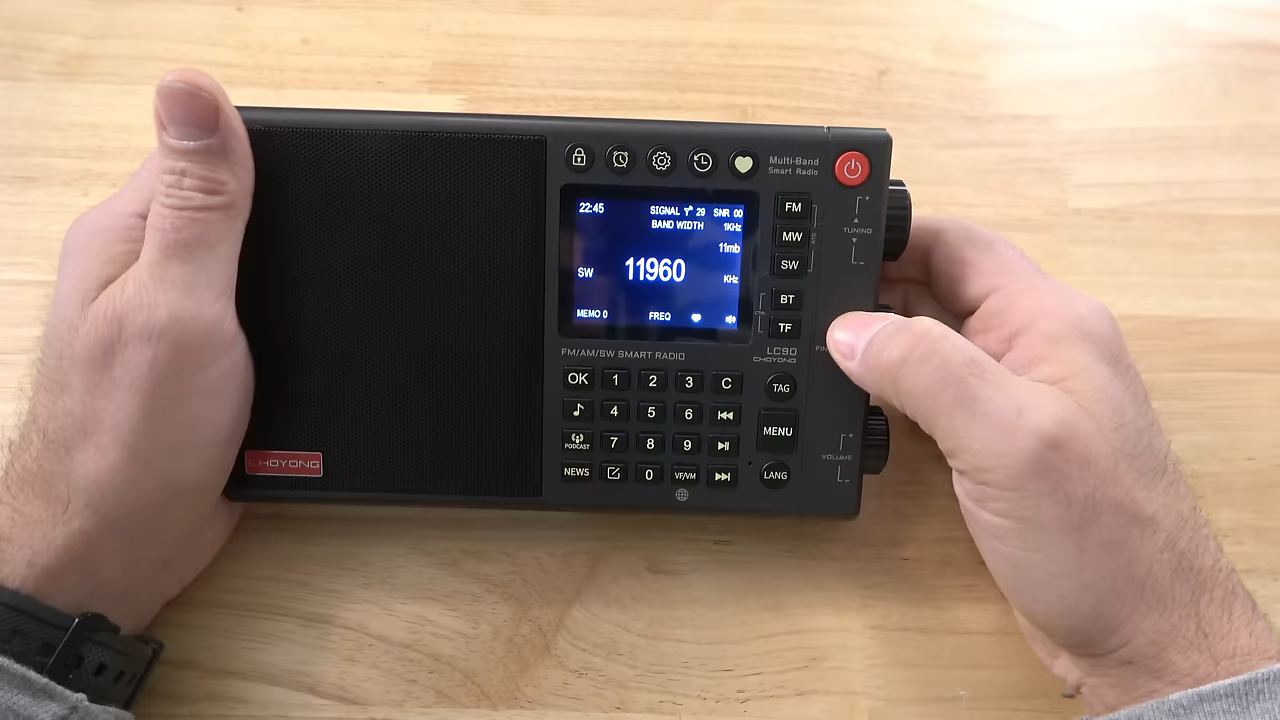 Multi-Band
Smart Radio
22:45
SIGNAL 29 SNR 00
BAND WIDTH 1KHz
11mb
SW 11960 KHz
MEMO 0 FREQ
FM
MW
SW
BT
TF
TUNING
FM/AM/SW SMART RADIO
LC90
CHOYONG
OK 1 2 3 C
TAG
4 5 6
MENU
PODCAST 7 8 9
VOLUME
NEWS 0 VF/VM
LANG
CHOYONG